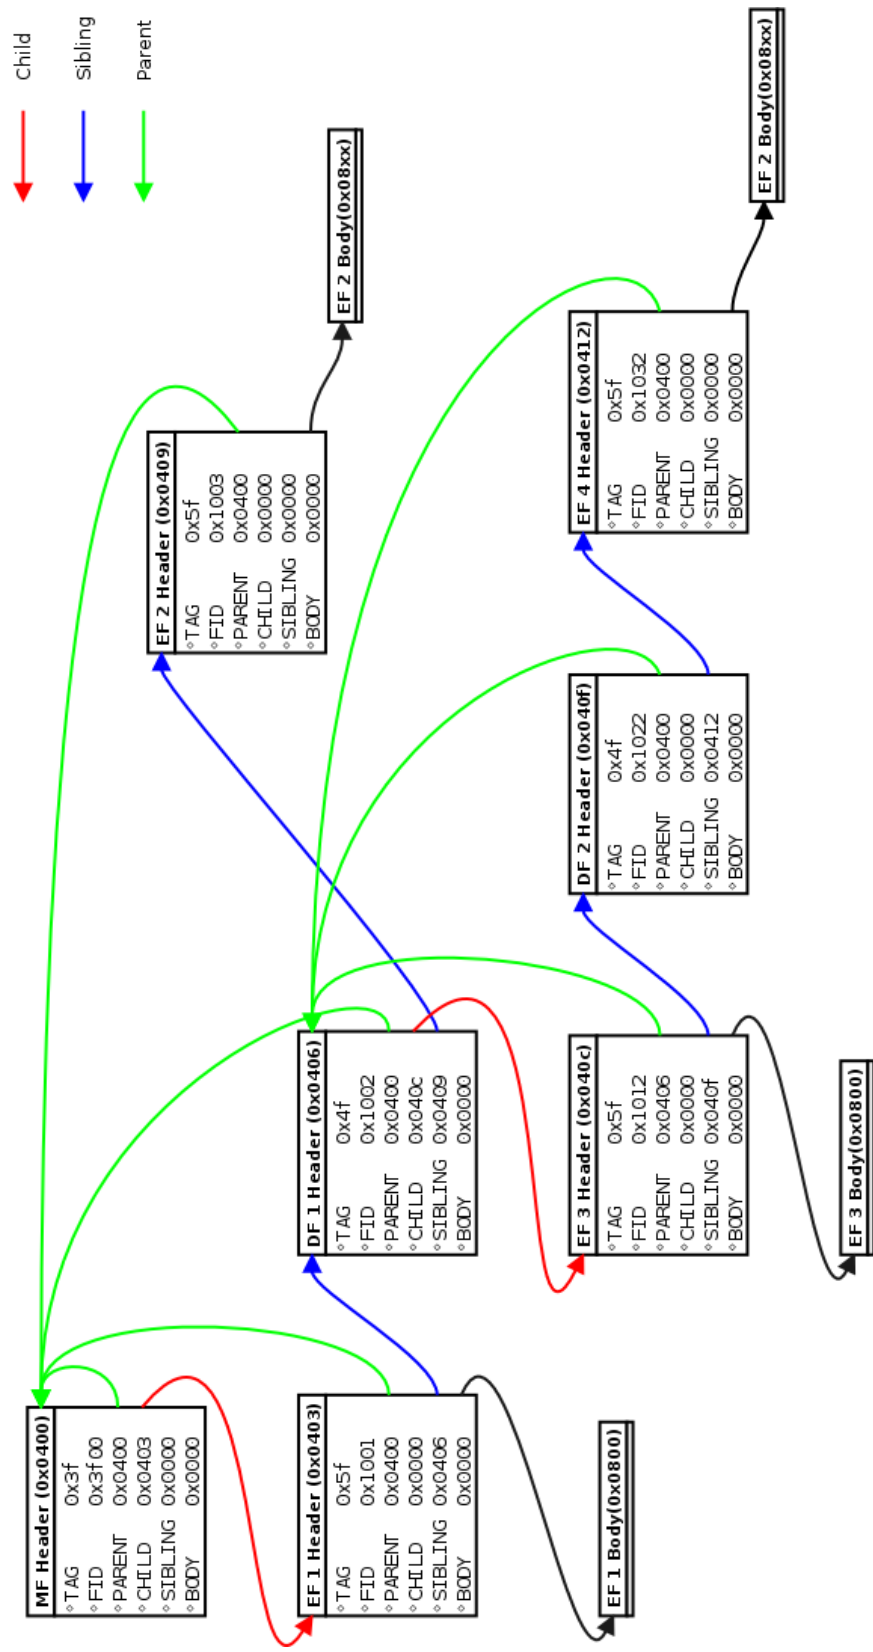 Child
Sibling
Parent
MF Header (0x0400)
◇TAG 0x3f
◇FID 0x3f00
◇PARENT 0x0400
◇CHILD 0x0403
◇SIBLING 0x0000
◇BODY 0x0000
EF 1 Header (0x0403)
◇TAG 0x5f
◇FID 0x1001
◇PARENT 0x0400
◇CHILD 0x0000
◇SIBLING 0x0406
◇BODY 0x0000
DF 1 Header (0x0406)
◇TAG 0x4f
◇FID 0x1002
◇PARENT 0x0400
◇CHILD 0x040c
◇SIBLING 0x0409
◇BODY 0x0000
EF 2 Header (0x0409)
◇TAG 0x5f
◇FID 0x1003
◇PARENT 0x0400
◇CHILD 0x0000
◇SIBLING 0x0000
◇BODY 0x0000
EF 2 Body(0x08xx)
EF 1 Body(0x0800)
EF 3 Header (0x040c)
◇TAG 0x5f
◇FID 0x1012
◇PARENT 0x0406
◇CHILD 0x0000
◇SIBLING 0x040f
◇BODY 0x0000
DF 2 Header (0x040f)
◇TAG 0x4f
◇FID 0x1022
◇PARENT 0x0400
◇CHILD 0x0000
◇SIBLING 0x0412
◇BODY 0x0000
EF 4 Header (0x0412)
◇TAG 0x5f
◇FID 0x1032
◇PARENT 0x0400
◇CHILD 0x0000
◇SIBLING 0x0000
◇BODY 0x0000
EF 2 Body(0x08xx)
EF 3 Body(0x0800)